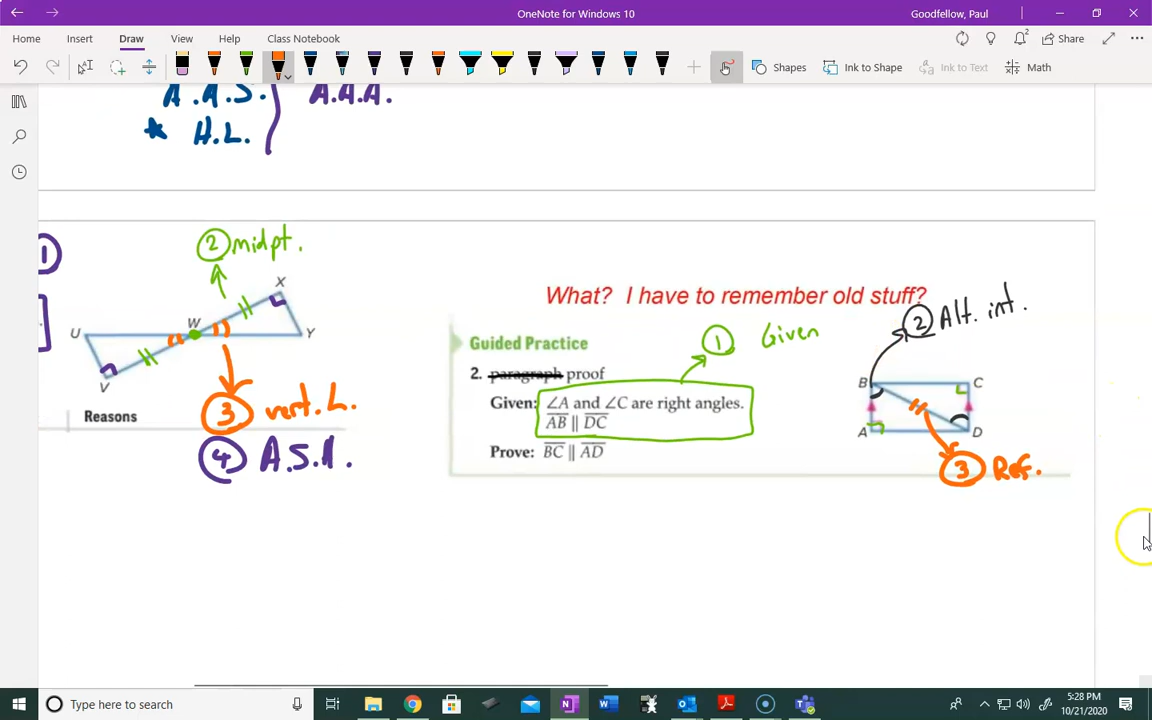 OneNote for Windows 10
Goodfellow, Paul
Home Insert Draw View Help Class Notebook
Share
Shapes Ink to Shape Ink to Text Math
A.A.S. A.A.A.
* H.L.
1
2 midpt.
X
W
U Y
V
3 vert. L.
Reasons
4 A.S.A.
What? I have to remember old stuff?
Guided Practice
1 Given
2. paragraph proof
Given: ∠A and ∠C are right angles.
AB ∥ DC
Prove: BC ∥ AD
2 Alt. int.
B C
A D
3 Ref.
Type here to search
5:28 PM
10/21/2020